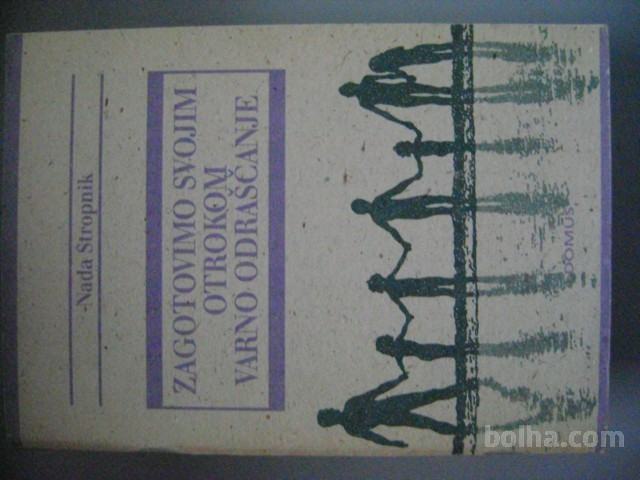 Nada Stropnik
ZAGOTOVIMO SVOJIM
OTROKOM
VARNO ODRAŠČANJE
DOMUS
bolha.com